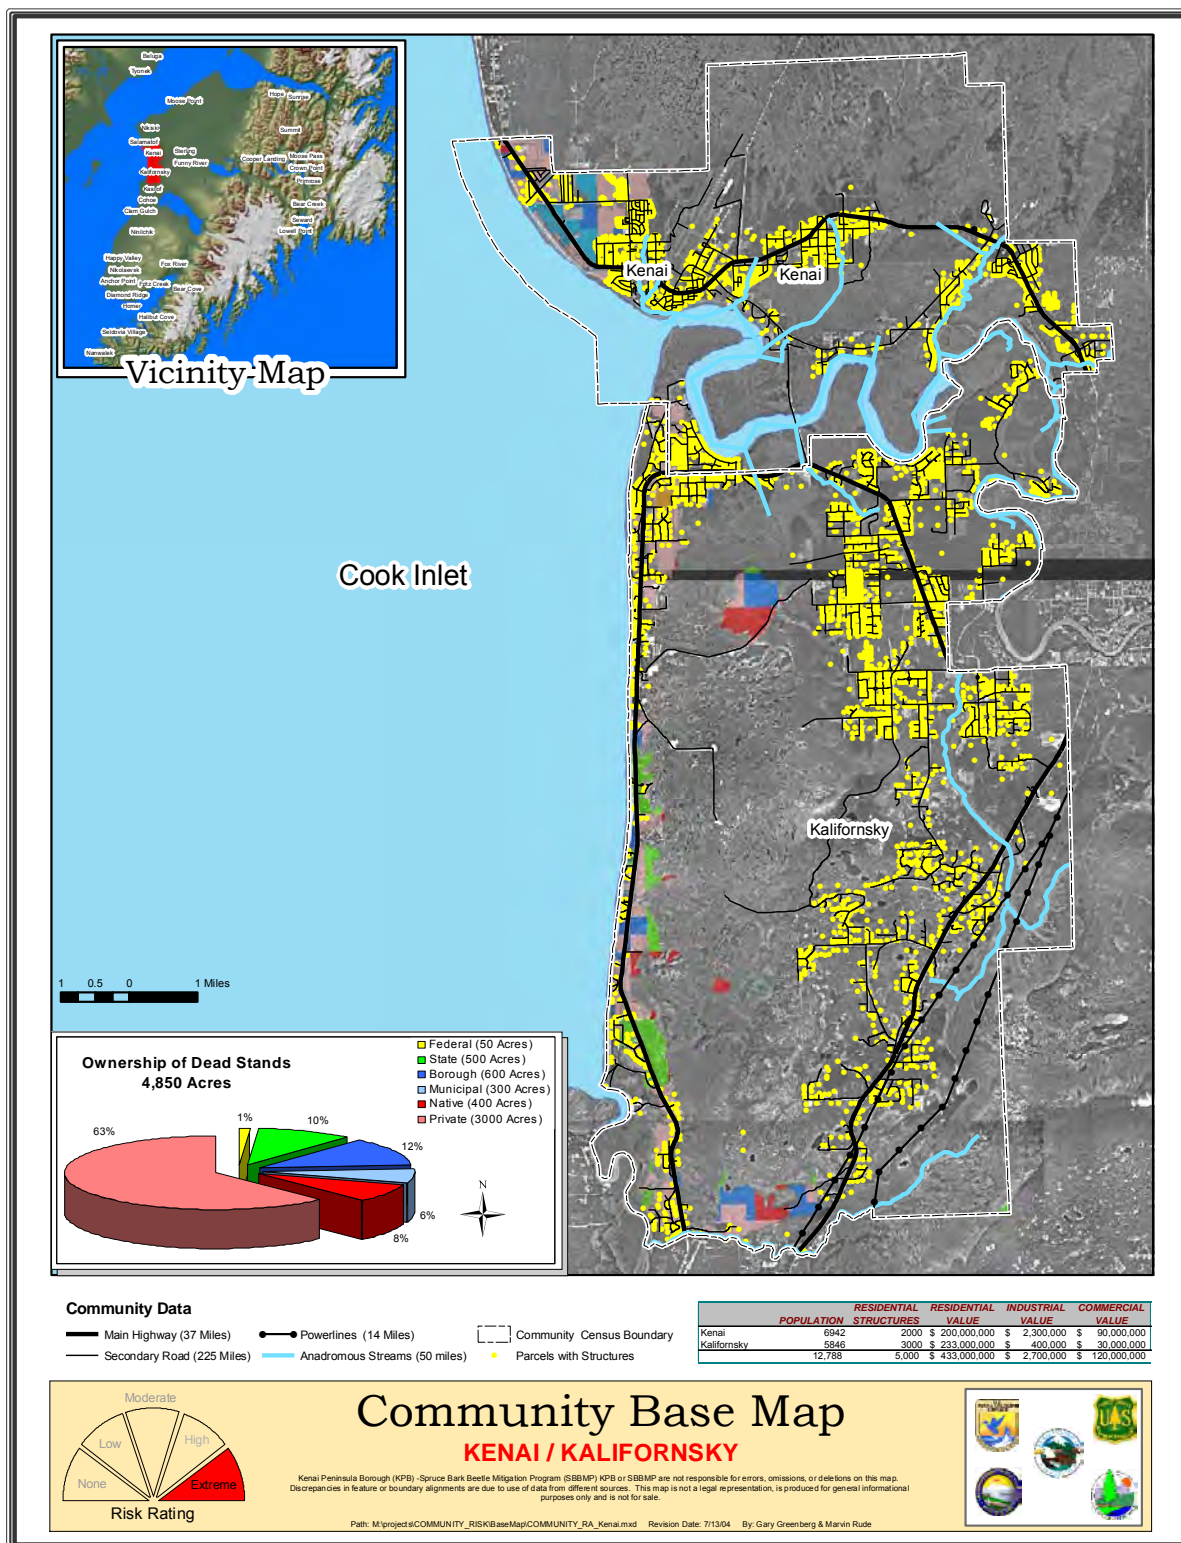 Beluga
Tyonek
Moose Point
Hope
Sunrise
Nikiski
Summit
Salamatof
Kenai
Sterling
Funny River
Cooper Landing
Moose Pass
Crown Point
Primrose
Kalifornsky
Kasilof
Cohoe
Clam Gulch
Bear Creek
Seward
Lowell Point
Ninilchik
Happy Valley
Nikolaevsk
Fox River
Anchor Point
Fritz Creek
Bear Cove
Diamond Ridge
Homer
Halibut Cove
Seldovia Village
Nanwalek
Vicinity Map
Kenai
Kenai
Cook Inlet
Kalifornsky
1 0.5 0 1 Miles
Ownership of Dead Stands
4,850 Acres
Federal (50 Acres)
State (500 Acres)
Borough (600 Acres)
Municipal (300 Acres)
Native (400 Acres)
Private (3000 Acres)
63%
1%
10%
12%
6%
8%
N
Community Data
Main Highway (37 Miles)
Powerlines (14 Miles)
Community Census Boundary
Secondary Road (225 Miles)
Anadromous Streams (50 miles)
Parcels with Structures
POPULATION RESIDENTIAL STRUCTURES RESIDENTIAL VALUE INDUSTRIAL VALUE COMMERCIAL VALUE
Kenai 6942 2000 $ 200,000,000 $ 2,300,000 $ 90,000,000
Kalifornsky 5846 3000 $ 233,000,000 $ 400,000 $ 30,000,000
12,788 5,000 $ 433,000,000 $ 2,700,000 $ 120,000,000
None
Low
Moderate
High
Extreme
Risk Rating
Community Base Map
KENAI / KALIFORNSKY
Kenai Peninsula Borough (KPB) -Spruce Bark Beetle Mitigation Program (SBBMP) KPB or SBBMP are not responsible for errors, omissions, or deletions on this map.
Discrepancies in feature or boundary alignments are due to use of data from different sources. This map is not a legal representation, is produced for general informational
purposes only and is not for sale.
Path: M:\projects\COMMUNITY_RISK\BaseMap\COMMUNITY_RA_Kenai.mxd Revision Date: 7/13/04 By: Gary Greenberg & Marvin Rude
U S